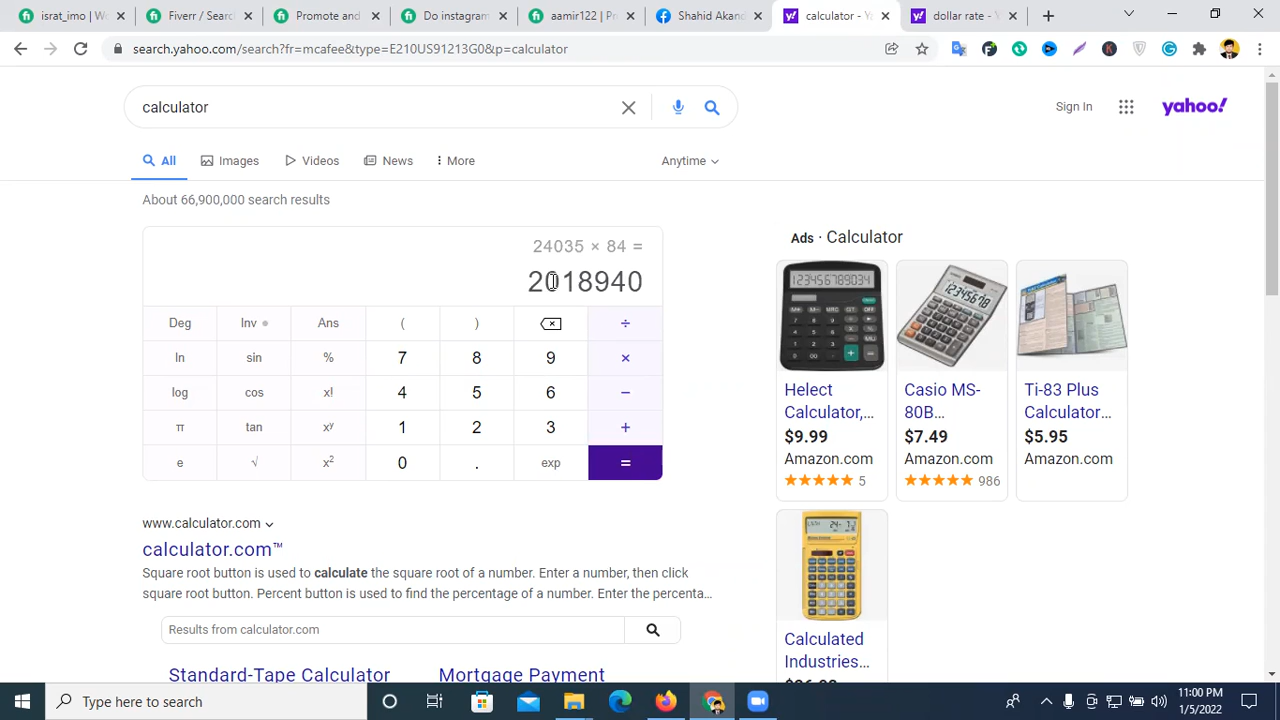 israt_imo | Wo
Fiverr / Searc
Promote any
Do instagram
aamir122 | Pr
Shahid Akand
calculator - Y
dollar rate -
search.yahoo.com/search?fr=mcafee&type=E210US91213G0&p=calculator
calculator
Sign In
yahoo!
All
Images
Videos
News
More
Anytime
About 66,900,000 search results
24035 × 84 =
2018940
Deg Inv Ans ( ) ÷
ln sin % 7 8 9 ×
log cos x! 4 5 6 −
π tan xʸ 1 2 3 +
e √ x² 0 . exp =
Ads · Calculator
Helect
Calculator,...
$9.99
Amazon.com
5
Casio MS-
80B...
$7.49
Amazon.com
986
Ti-83 Plus
Calculator...
$5.95
Amazon.com
Calculated
Industries...
www.calculator.com
calculator.com™
Square root button is used to calculate the square root of a number. Enter a number, then click
square root button. Percent button is used to find the percentage of a number. Enter the percenta...
Results from calculator.com
Standard-Tape Calculator
Mortgage Payment
Type here to search
11:00 PM
1/5/2022